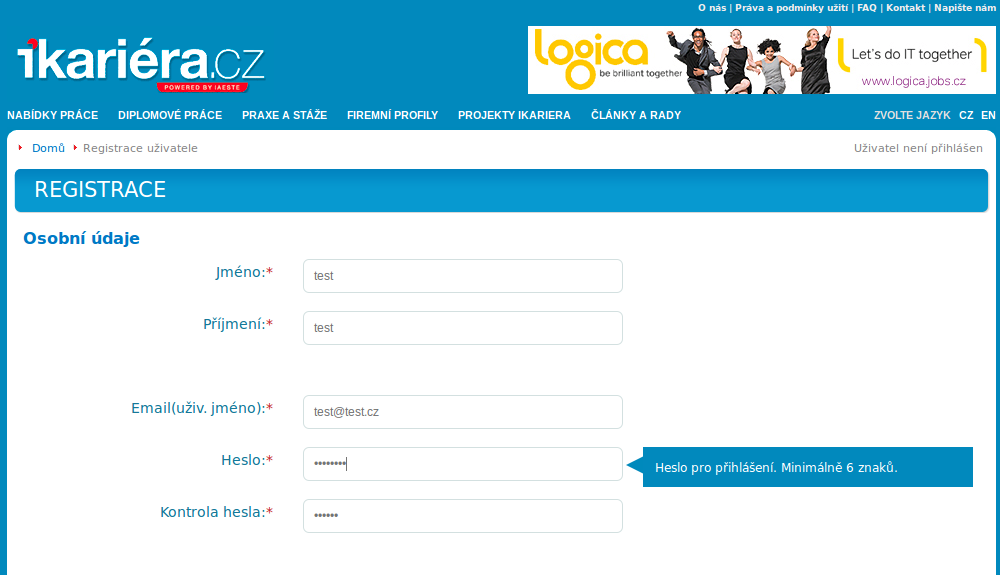 O nás | Práva a podmínky užití | FAQ | Kontakt | Napište nám
ikariéra.cz
POWERED BY IAESTE
logica
be brilliant together
Let's do IT together
www.logica.jobs.cz
NABÍDKY PRÁCE DIPLOMOVÉ PRÁCE PRAXE A STÁŽE FIREMNÍ PROFILY PROJEKTY IKARIERA ČLÁNKY A RADY ZVOLTE JAZYK CZ EN
Domů Registrace uživatele Uživatel není přihlášen
REGISTRACE
Osobní údaje
Jméno:* test
Příjmení:* test
Email(uživ. jméno):* test@test.cz
Heslo:* •••••••• Heslo pro přihlášení. Minimálně 6 znaků.
Kontrola hesla:* ••••••